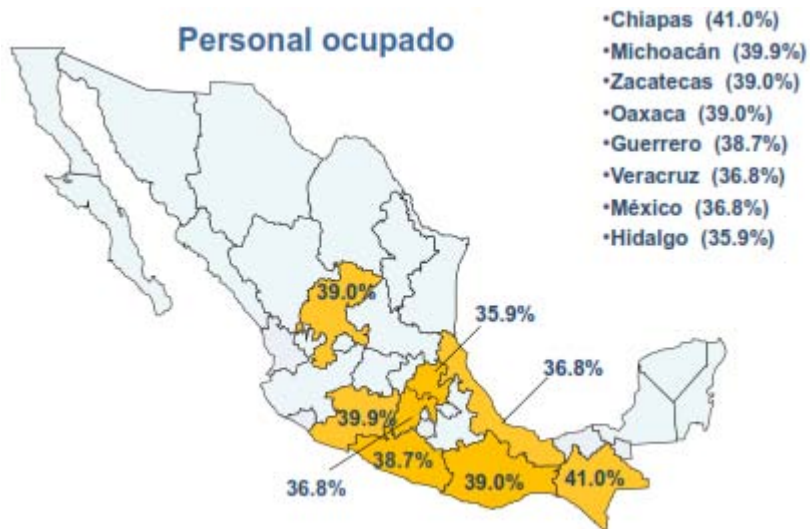 Personal ocupado
•Chiapas (41.0%)
•Michoacán (39.9%)
•Zacatecas (39.0%)
•Oaxaca (39.0%)
•Guerrero (38.7%)
•Veracruz (36.8%)
•México (36.8%)
•Hidalgo (35.9%)
39.0%
35.9%
36.8%
39.9%
36.8%
38.7%
39.0%
41.0%